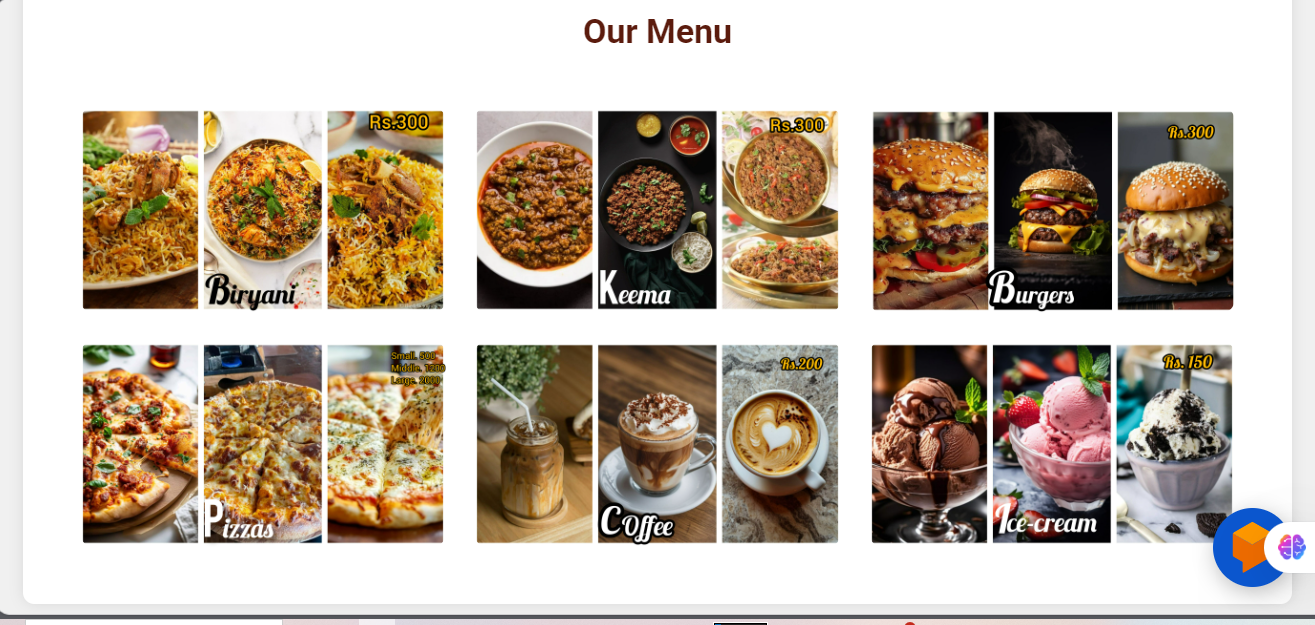 Our Menu
Rs.300
Biryani
Rs.300
Keema
Rs.300
Burgers
Small. 500
Middle. 1200
Large. 2000
Pizzas
Rs.200
COffee
Rs. 150
Ice-cream